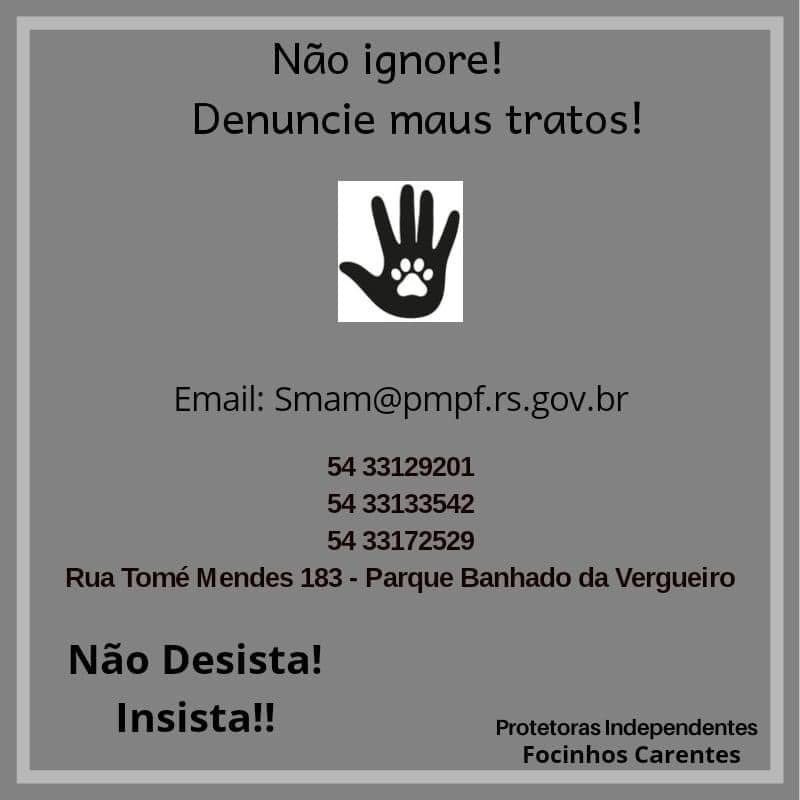 Não ignore!
Denuncie maus tratos!
Email: Smam@pmpf.rs.gov.br
54 33129201
54 33133542
54 33172529
Rua Tomé Mendes 183 - Parque Banhado da Vergueiro
Não Desista!
Insista!!
Protetoras Independentes
Focinhos Carentes